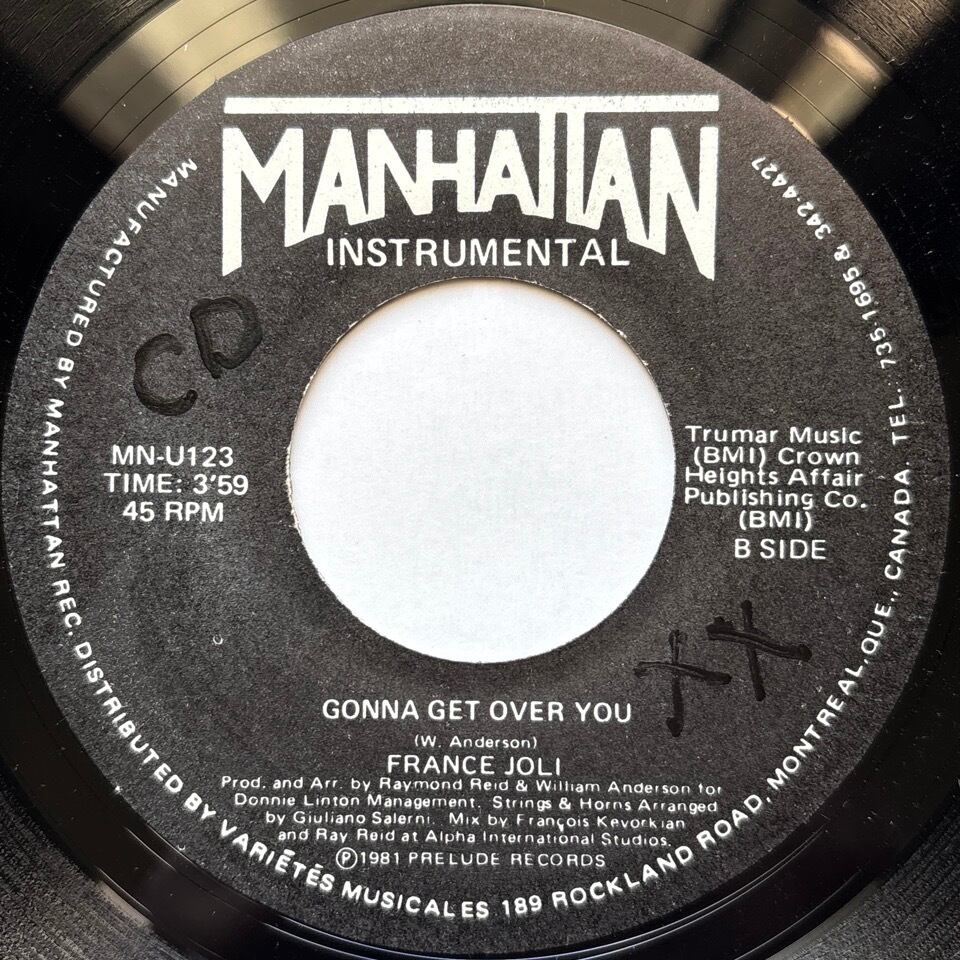 MANHATTAN
INSTRUMENTAL
CD
MN-U123
TIME: 3'59
45 RPM
Trumar Music
(BMI) Crown
Heights Affair
Publishing Co.
(BMI)
B SIDE
++
GONNA GET OVER YOU
(W. Anderson)
FRANCE JOLI
Prod. and Arr. by Raymond Reid & William Anderson for
Donnie Linton Management. Strings & Horns Arranged
by Giuliano Salerni. Mix by François Kevorkian
and Ray Reid at Alpha International Studios.
Ⓟ1981 PRELUDE RECORDS
MANUFACTURED BY MANHATTAN REC. DISTRIBUTED BY VARIÉTÉS MUSICALES 189 ROCKLAND ROAD, MONTREAL, QUE., CANADA. TEL.: 735-1695 & 342-4427